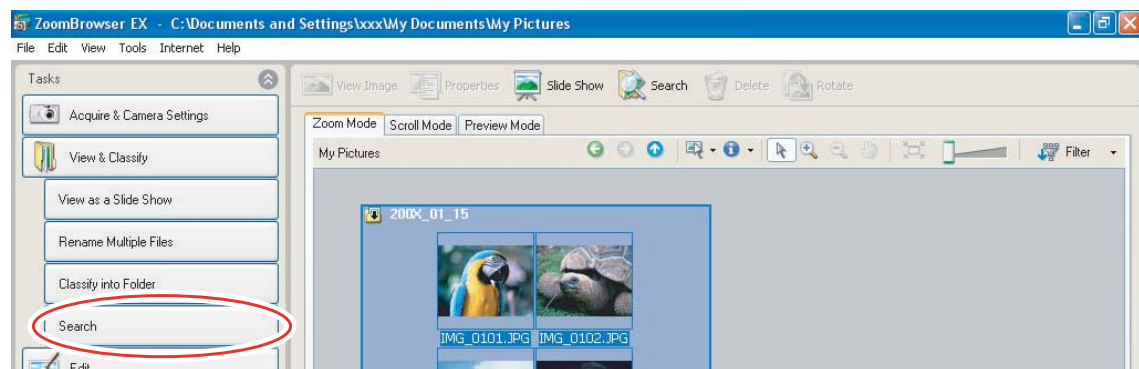 ZoomBrowser EX - C:\Documents and Settings\xxx\My Documents\My Pictures
File Edit View Tools Internet Help
Tasks
View Image Properties Slide Show Search Delete Rotate
Acquire & Camera Settings
Zoom Mode Scroll Mode Preview Mode
View & Classify
My Pictures
Filter
View as a Slide Show
200X_01_15
Rename Multiple Files
Classify into Folder
Search
IMG_0101.JPG IMG_0102.JPG
Edit